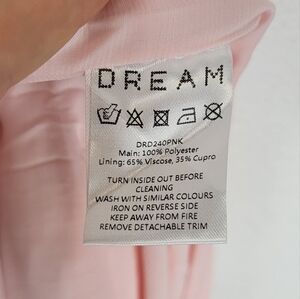 DREAM
DRD240PNK
Main: 100% Polyester
Lining: 65% Viscose, 35% Cupro
TURN INSIDE OUT BEFORE
CLEANING
WASH WITH SIMILAR COLOURS
IRON ON REVERSE SIDE
KEEP AWAY FROM FIRE
REMOVE DETACHABLE TRIM